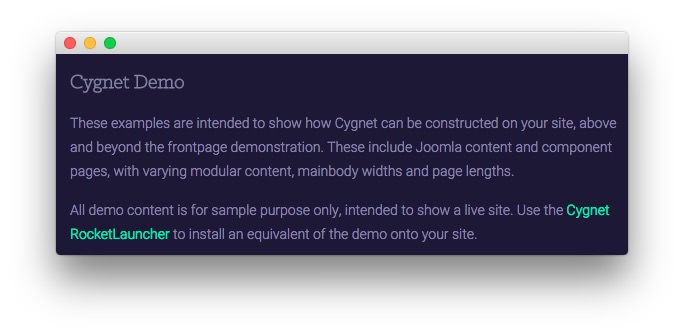 Cygnet Demo
These examples are intended to show how Cygnet can be constructed on your site, above
and beyond the frontpage demonstration. These include Joomla content and component
pages, with varying modular content, mainbody widths and page lengths.
All demo content is for sample purpose only, intended to show a live site. Use the Cygnet
RocketLauncher to install an equivalent of the demo onto your site.